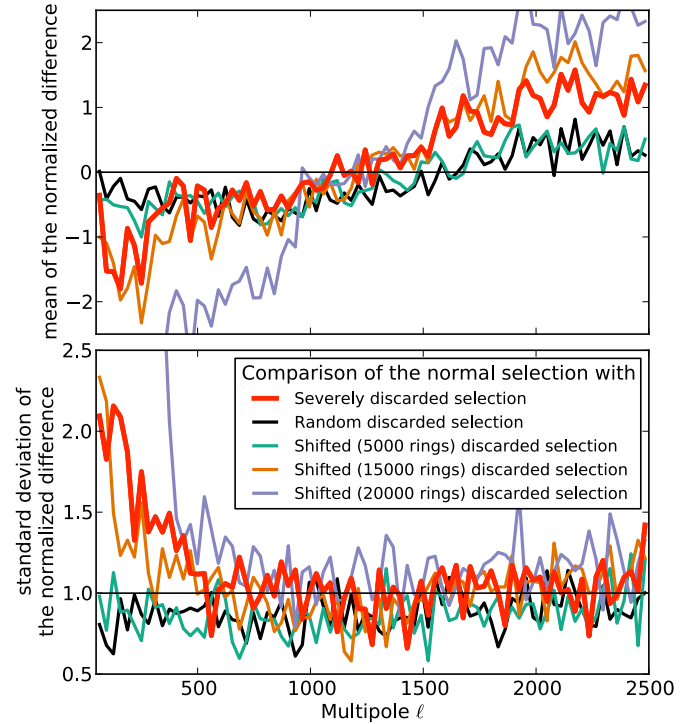 mean of the normalized difference
2
1
0
−1
−2
standard deviation of
the normalized difference
2.5
2.0
1.5
1.0
0.5
Comparison of the normal selection with
Severely discarded selection
Random discarded selection
Shifted (5000 rings) discarded selection
Shifted (15000 rings) discarded selection
Shifted (20000 rings) discarded selection
500 1000 1500 2000 2500
Multipole ℓ